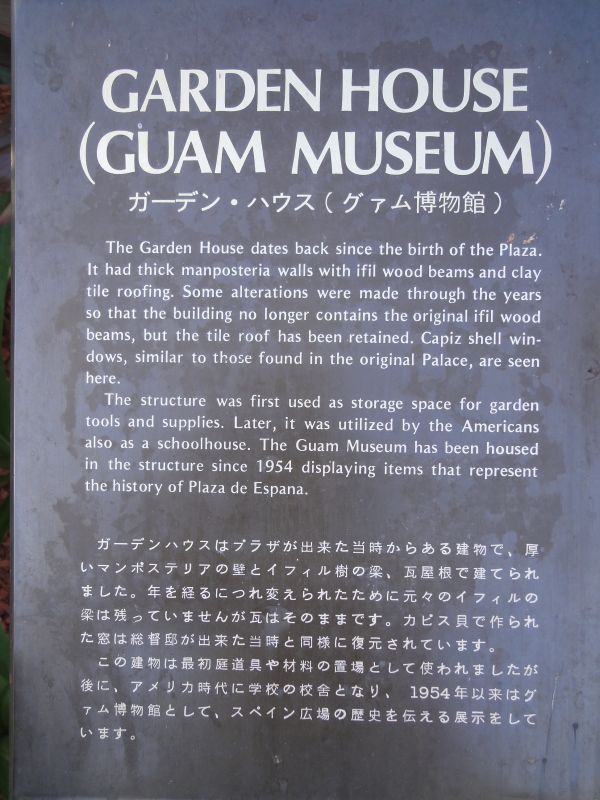 GARDEN HOUSE
(GUAM MUSEUM)
ガーデン・ハウス（グァム博物館）
The Garden House dates back since the birth of the Plaza.
It had thick manposteria walls with ifil wood beams and clay
tile roofing. Some alterations were made through the years
so that the building no longer contains the original ifil wood
beams, but the tile roof has been retained. Capiz shell win-
dows, similar to those found in the original Palace, are seen
here.
The structure was first used as storage space for garden
tools and supplies. Later, it was utilized by the Americans
also as a schoolhouse. The Guam Museum has been housed
in the structure since 1954 displaying items that represent
the history of Plaza de Espana.
ガーデンハウスはプラザが出来た当時からある建物で、厚
いマンポステリアの壁とイフィル樹の梁、瓦屋根で建てられ
ました。年を経るにつれ変えられたために元々のイフィルの
梁は残っていませんが瓦はそのままです。カピス貝で作られ
た窓は総督邸が出来た当時と同様に復元されています。
この建物は最初庭道具や材料の置場として使われましたが
後に、アメリカ時代に学校の校舎となり、1954年以来はグ
ァム博物館として、スペイン広場の歴史を伝える展示をして
います。